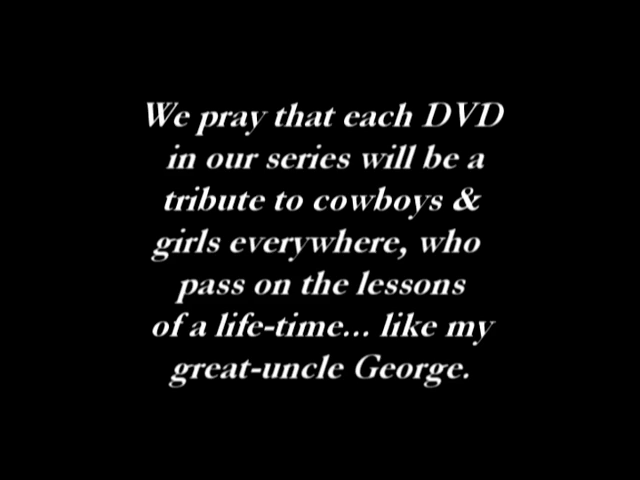 We pray that each DVD
in our series will be a
tribute to cowboys &
girls everywhere, who
pass on the lessons
of a life-time... like my
great-uncle George.